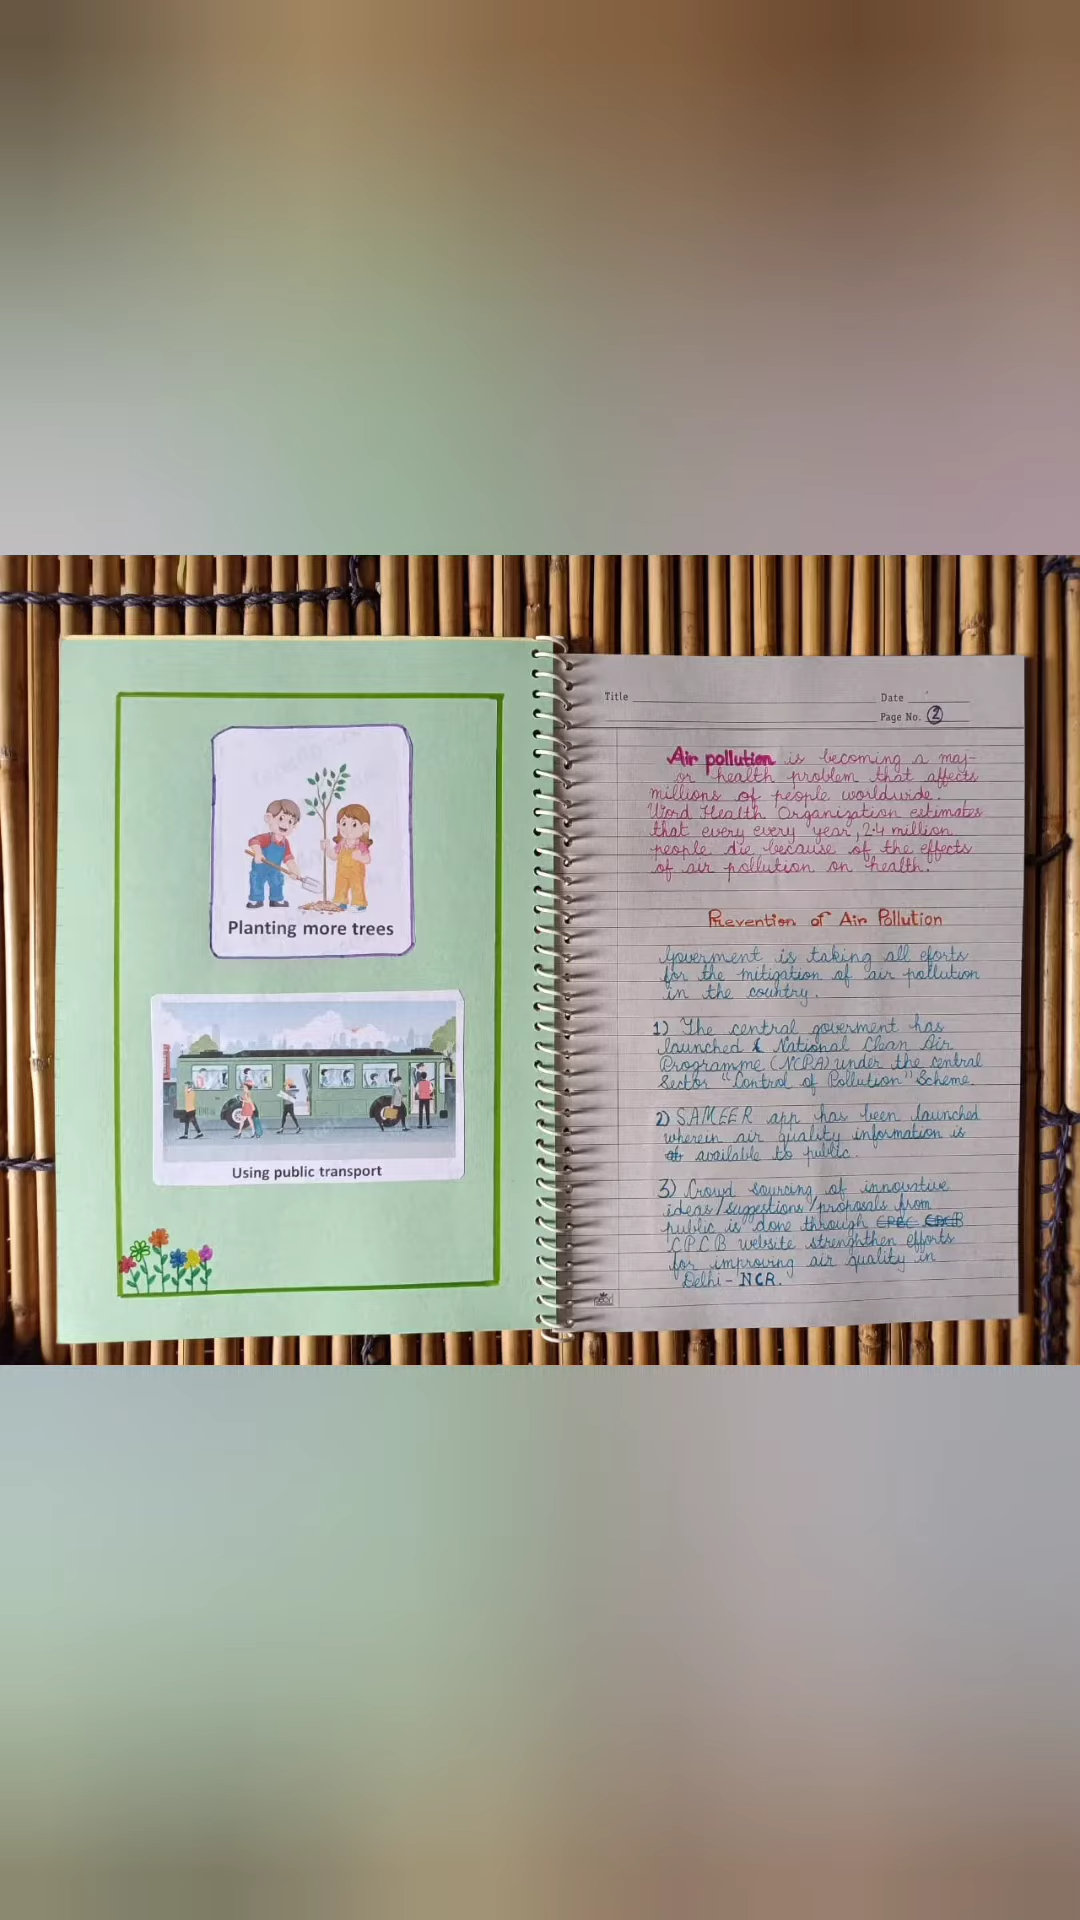 Planting more trees
Using public transport
Title
Date
Page No. 2
Air pollution is becoming a maj-
or health problem that affects
millions of people worldwide.
Word Health Organization estimates
that every every year, 2.4 million
people die because of the effects
of air pollution on health.
Prevention of Air Pollution
Goverment is taking all eforts
for the mitigation of air pollution
in the country.
1) The central goverment has
launched National Clean Air
Programme (NCPA) under the central
Sector "Control of Pollution" Scheme.
2) SAMEER app has been launched
wherein air quality information is
available to public.
3) Crowd sourcing of innovative
ideas/suggestions/proposals from
public is done through
CPCB website strenghthen efforts
for improving air quality in
Delhi - NCR.